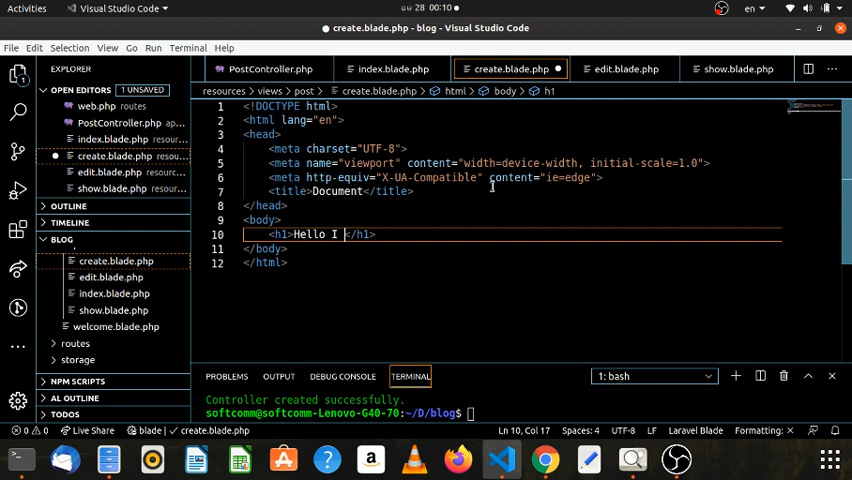 Activities Visual Studio Code ၀၀ 28 00:10 en
create.blade.php - blog - Visual Studio Code
File Edit Selection View Go Run Terminal Help
EXPLORER ... PostController.php index.blade.php create.blade.php edit.blade.php show.blade.php
OPEN EDITORS 1 UNSAVED
web.php routes
PostController.php ap...
index.blade.php resour...
create.blade.php resou...
edit.blade.php resourc...
show.blade.php resour...
OUTLINE
TIMELINE
BLOG
create.blade.php
edit.blade.php
index.blade.php
show.blade.php
welcome.blade.php
routes
storage
NPM SCRIPTS
AL OUTLINE
TODOS
resources > views > post > create.blade.php > html > body > h1
1 <!DOCTYPE html>
2 <html lang="en">
3 <head>
4 <meta charset="UTF-8">
5 <meta name="viewport" content="width=device-width, initial-scale=1.0">
6 <meta http-equiv="X-UA-Compatible" content="ie=edge">
7 <title>Document</title>
8 </head>
9 <body>
10 <h1>Hello I </h1>
11 </body>
12 </html>
PROBLEMS OUTPUT DEBUG CONSOLE TERMINAL 1: bash
Controller created successfully.
softcomm@softcomm-Lenovo-G40-70:~/D/blog$
0 0 Live Share blade | create.blade.php Ln 10, Col 17 Spaces: 4 UTF-8 LF Laravel Blade Formatting: ×